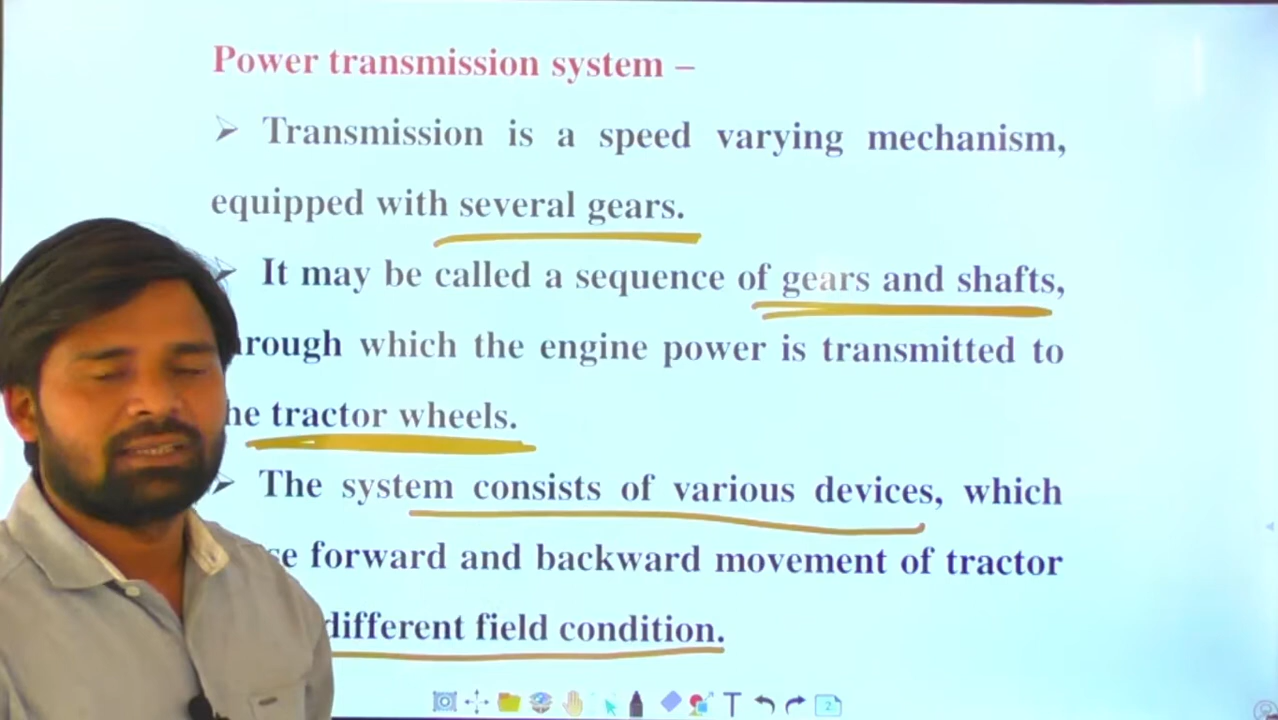 Power transmission system –
➢ Transmission is a speed varying mechanism,
equipped with several gears.
➢ It may be called a sequence of gears and shafts,
rough which the engine power is transmitted to
he tractor wheels.
➢ The system consists of various devices, which
e forward and backward movement of tractor
different field condition.
T
2